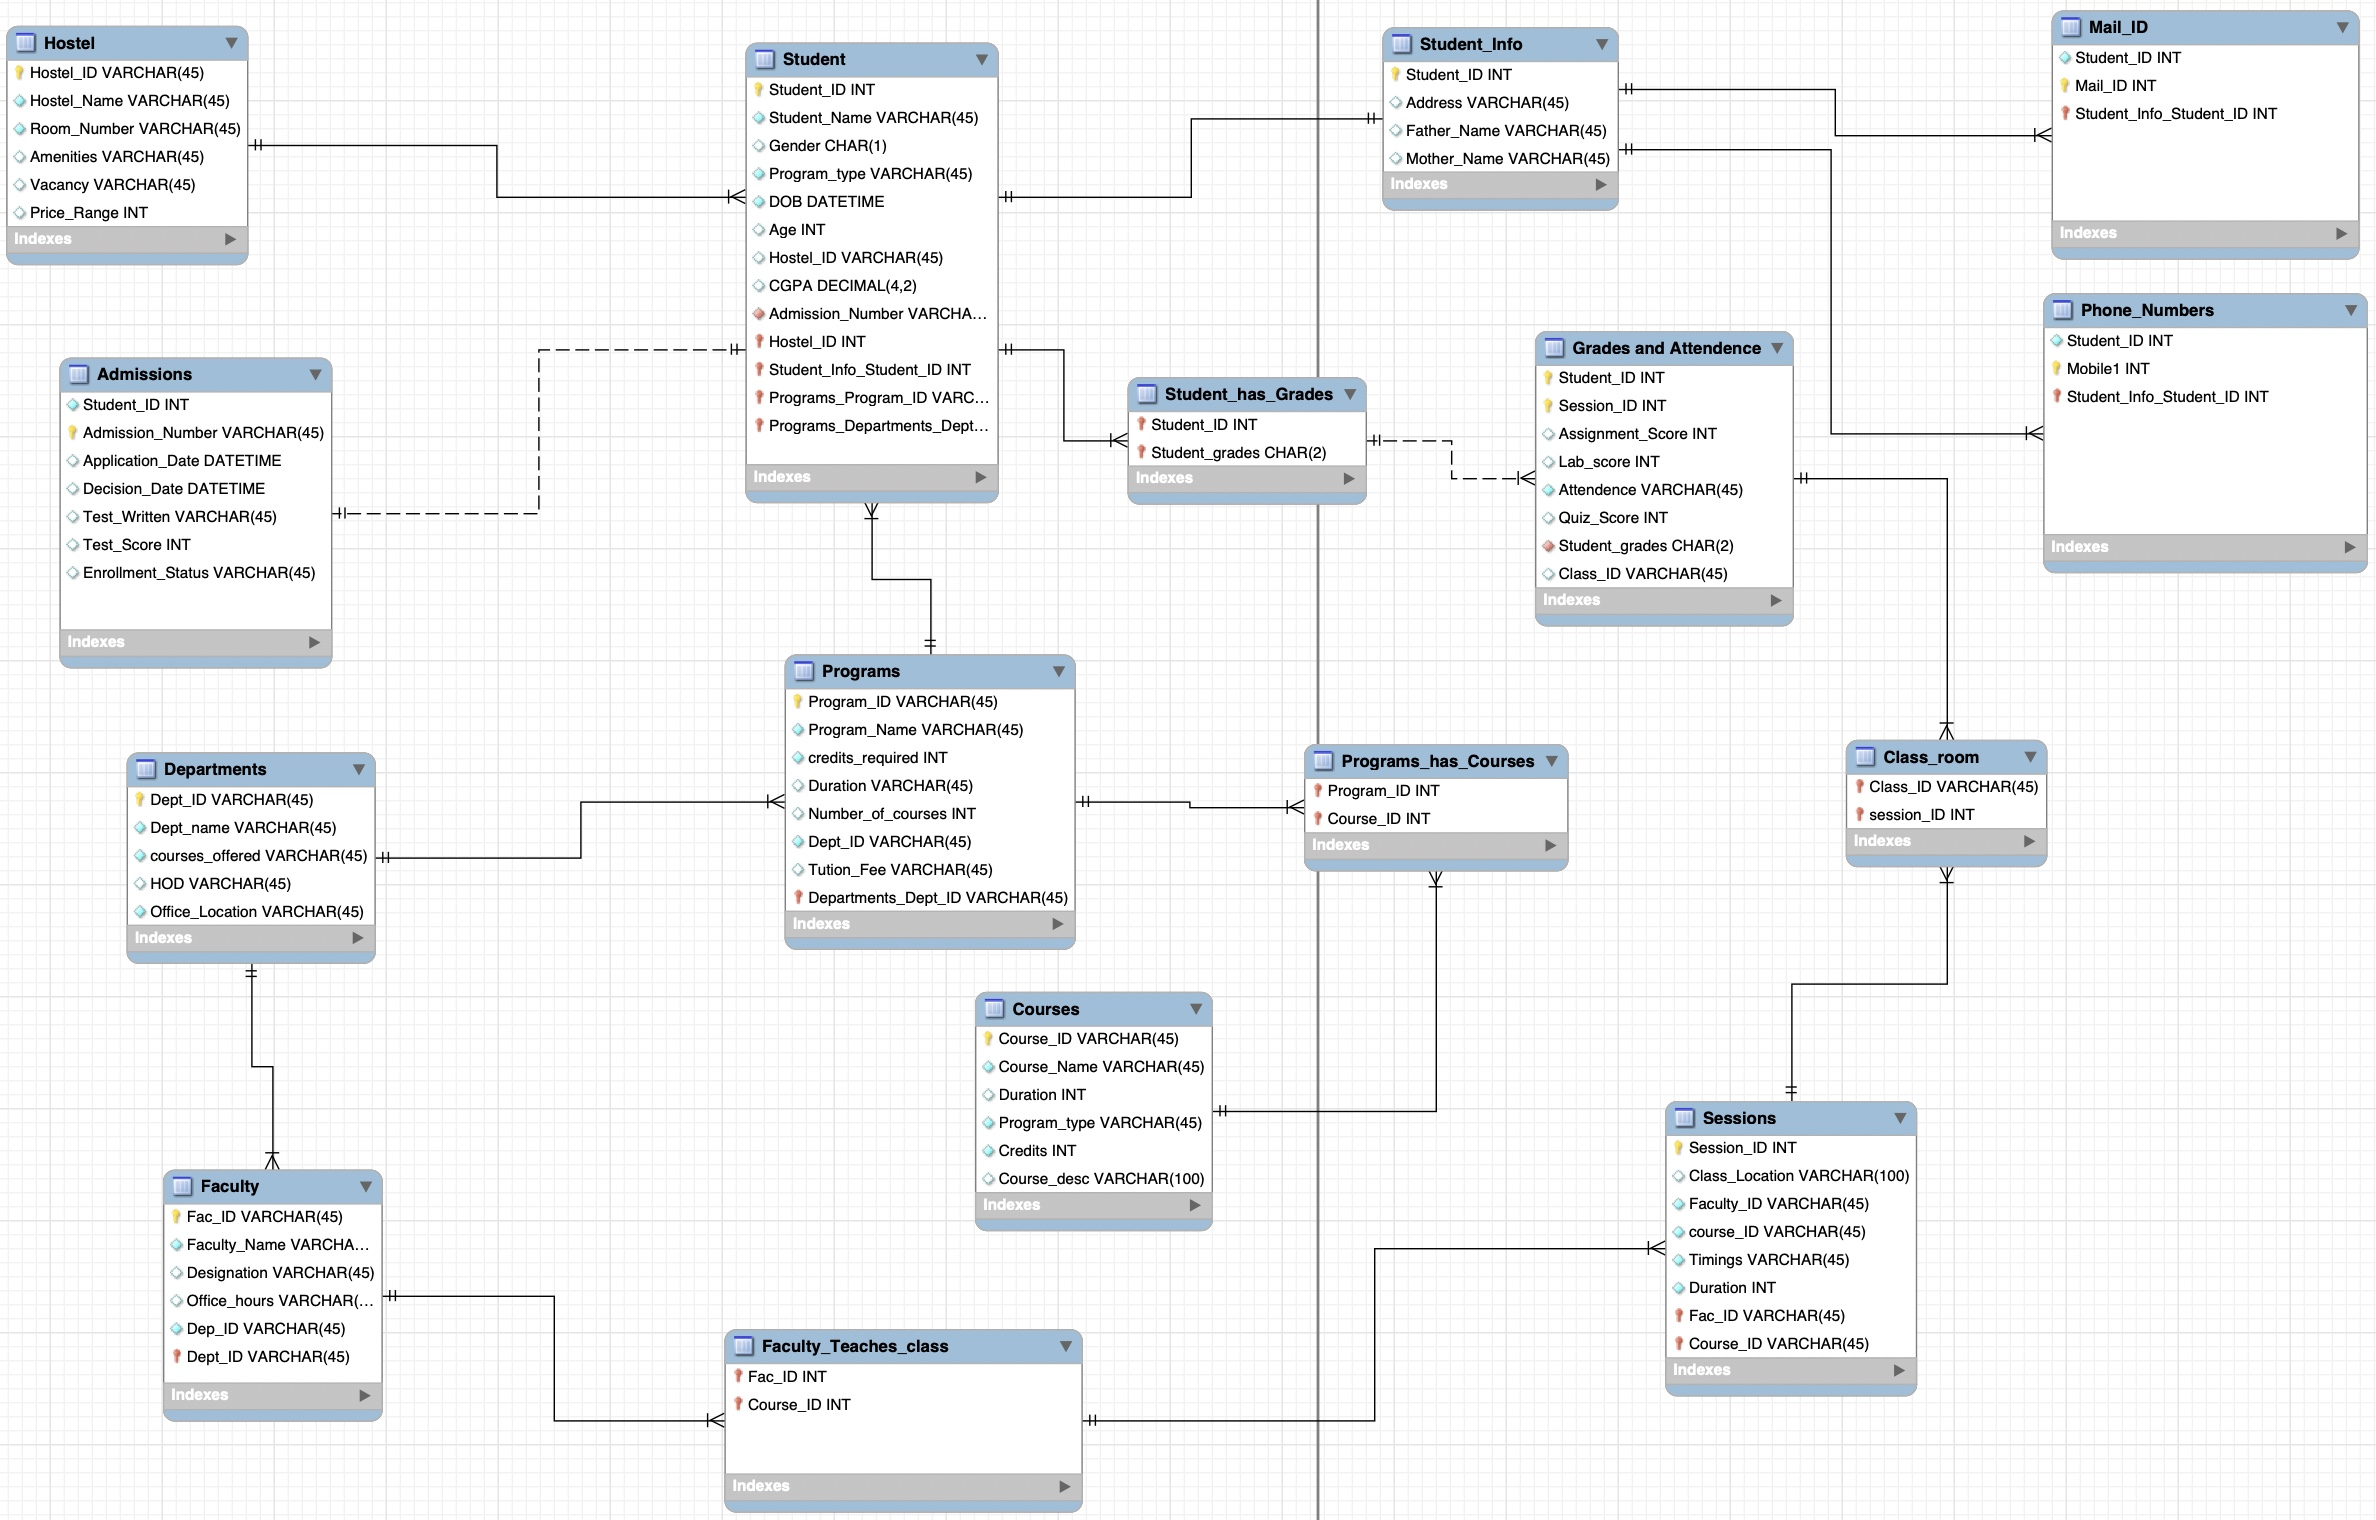 Hostel
Hostel_ID VARCHAR(45)
Hostel_Name VARCHAR(45)
Room_Number VARCHAR(45)
Amenities VARCHAR(45)
Vacancy VARCHAR(45)
Price_Range INT
Indexes
Student
Student_ID INT
Student_Name VARCHAR(45)
Gender CHAR(1)
Program_type VARCHAR(45)
DOB DATETIME
Age INT
Hostel_ID VARCHAR(45)
CGPA DECIMAL(4,2)
Admission_Number VARCHA...
Hostel_ID INT
Student_Info_Student_ID INT
Programs_Program_ID VARC...
Programs_Departments_Dept...
Indexes
Student_Info
Student_ID INT
Address VARCHAR(45)
Father_Name VARCHAR(45)
Mother_Name VARCHAR(45)
Indexes
Mail_ID
Student_ID INT
Mail_ID INT
Student_Info_Student_ID INT
Indexes
Phone_Numbers
Student_ID INT
Mobile1 INT
Student_Info_Student_ID INT
Indexes
Admissions
Student_ID INT
Admission_Number VARCHAR(45)
Application_Date DATETIME
Decision_Date DATETIME
Test_Written VARCHAR(45)
Test_Score INT
Enrollment_Status VARCHAR(45)
Indexes
Student_has_Grades
Student_ID INT
Student_grades CHAR(2)
Indexes
Grades and Attendence
Student_ID INT
Session_ID INT
Assignment_Score INT
Lab_score INT
Attendence VARCHAR(45)
Quiz_Score INT
Student_grades CHAR(2)
Class_ID VARCHAR(45)
Indexes
Programs
Program_ID VARCHAR(45)
Program_Name VARCHAR(45)
credits_required INT
Duration VARCHAR(45)
Number_of_courses INT
Dept_ID VARCHAR(45)
Tution_Fee VARCHAR(45)
Departments_Dept_ID VARCHAR(45)
Indexes
Departments
Dept_ID VARCHAR(45)
Dept_name VARCHAR(45)
courses_offered VARCHAR(45)
HOD VARCHAR(45)
Office_Location VARCHAR(45)
Indexes
Programs_has_Courses
Program_ID INT
Course_ID INT
Indexes
Class_room
Class_ID VARCHAR(45)
session_ID INT
Indexes
Courses
Course_ID VARCHAR(45)
Course_Name VARCHAR(45)
Duration INT
Program_type VARCHAR(45)
Credits INT
Course_desc VARCHAR(100)
Indexes
Sessions
Session_ID INT
Class_Location VARCHAR(100)
Faculty_ID VARCHAR(45)
course_ID VARCHAR(45)
Timings VARCHAR(45)
Duration INT
Fac_ID VARCHAR(45)
Course_ID VARCHAR(45)
Indexes
Faculty
Fac_ID VARCHAR(45)
Faculty_Name VARCHA...
Designation VARCHAR(45)
Office_hours VARCHAR(...
Dep_ID VARCHAR(45)
Dept_ID VARCHAR(45)
Indexes
Faculty_Teaches_class
Fac_ID INT
Course_ID INT
Indexes